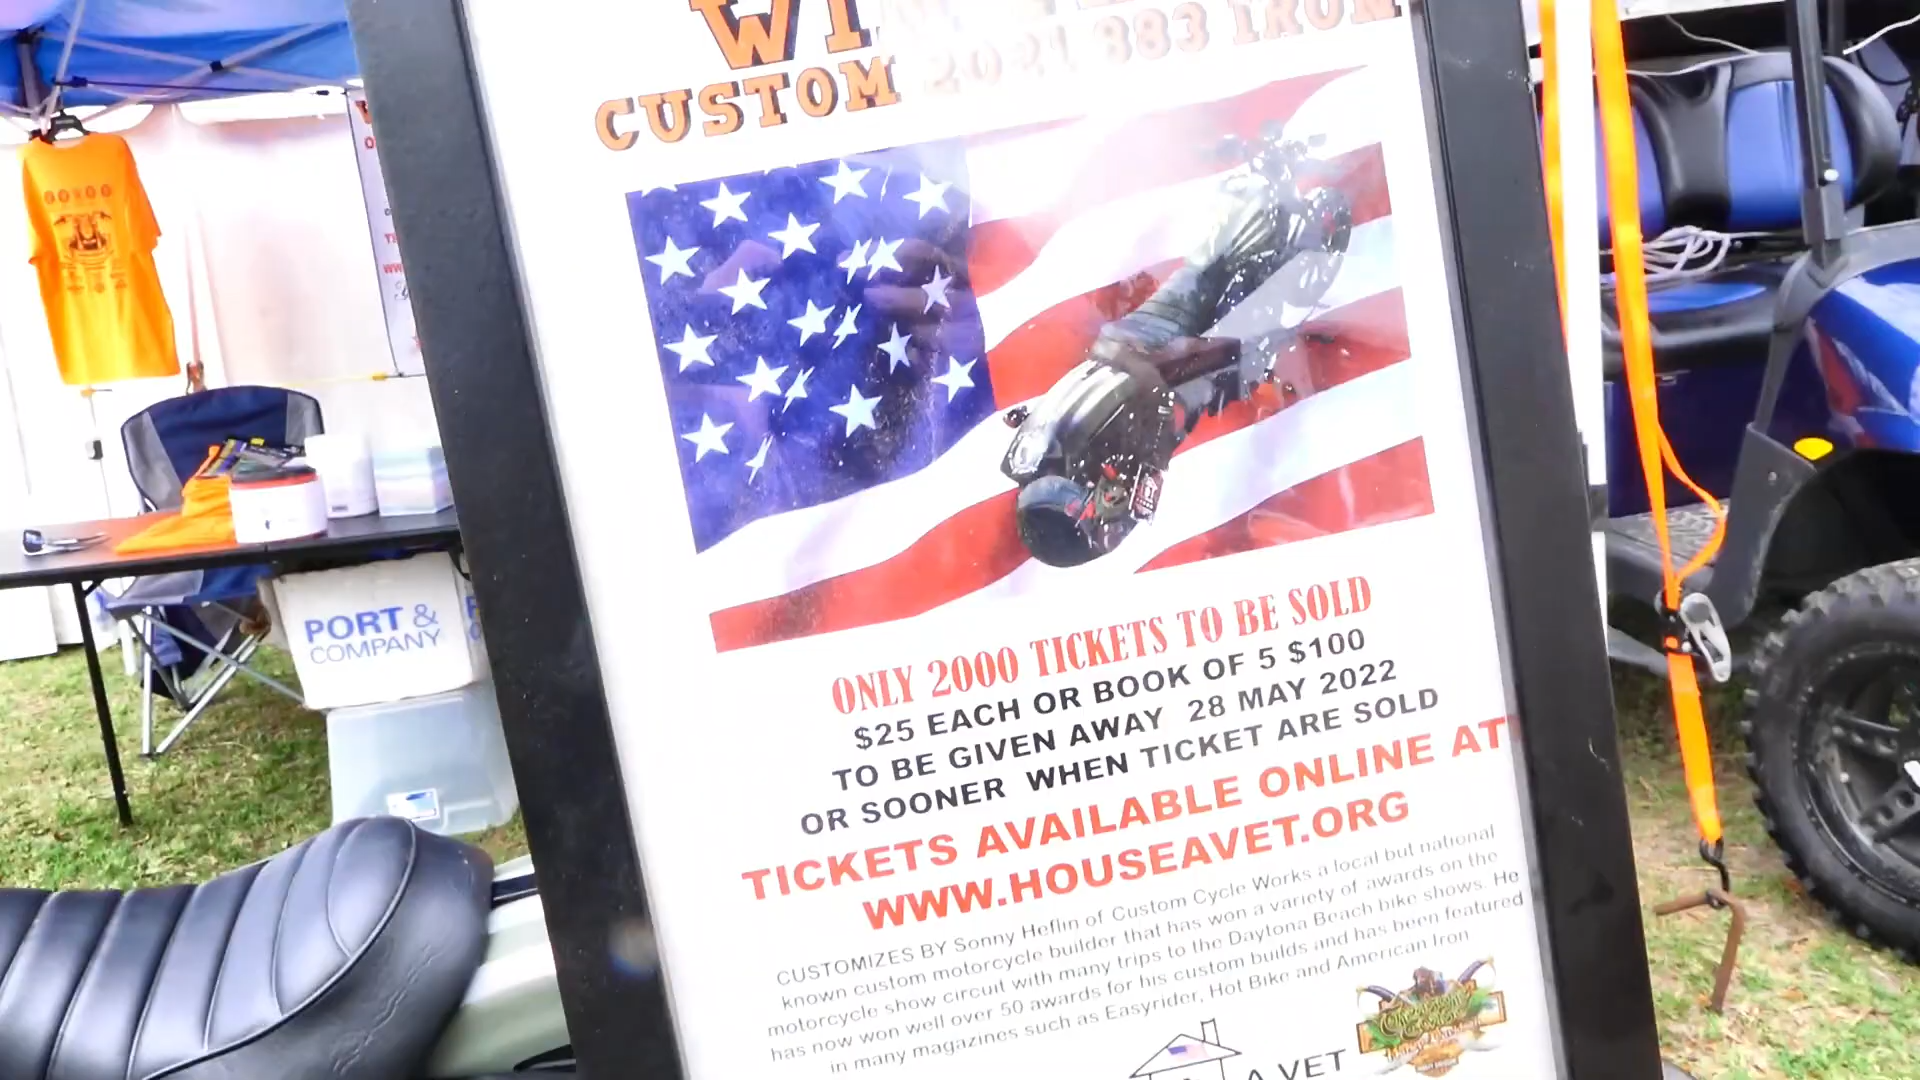 CUSTOM 2021 883 IRON
ONLY 2000 TICKETS TO BE SOLD
$25 EACH OR BOOK OF 5 $100
TO BE GIVEN AWAY 28 MAY 2022
OR SOONER WHEN TICKET ARE SOLD
TICKETS AVAILABLE ONLINE AT
WWW.HOUSEAVET.ORG
CUSTOMIZES BY Sonny Heflin of Custom Cycle Works a local but national
known custom motorcycle builder that has won a variety of awards on the
motorcycle show circuit with many trips to the Daytona Beach bike shows. He
has now won well over 50 awards for his custom builds and has been featured
in many magazines such as Easyrider, Hot Bike and American Iron
A VET
PORT &
COMPANY